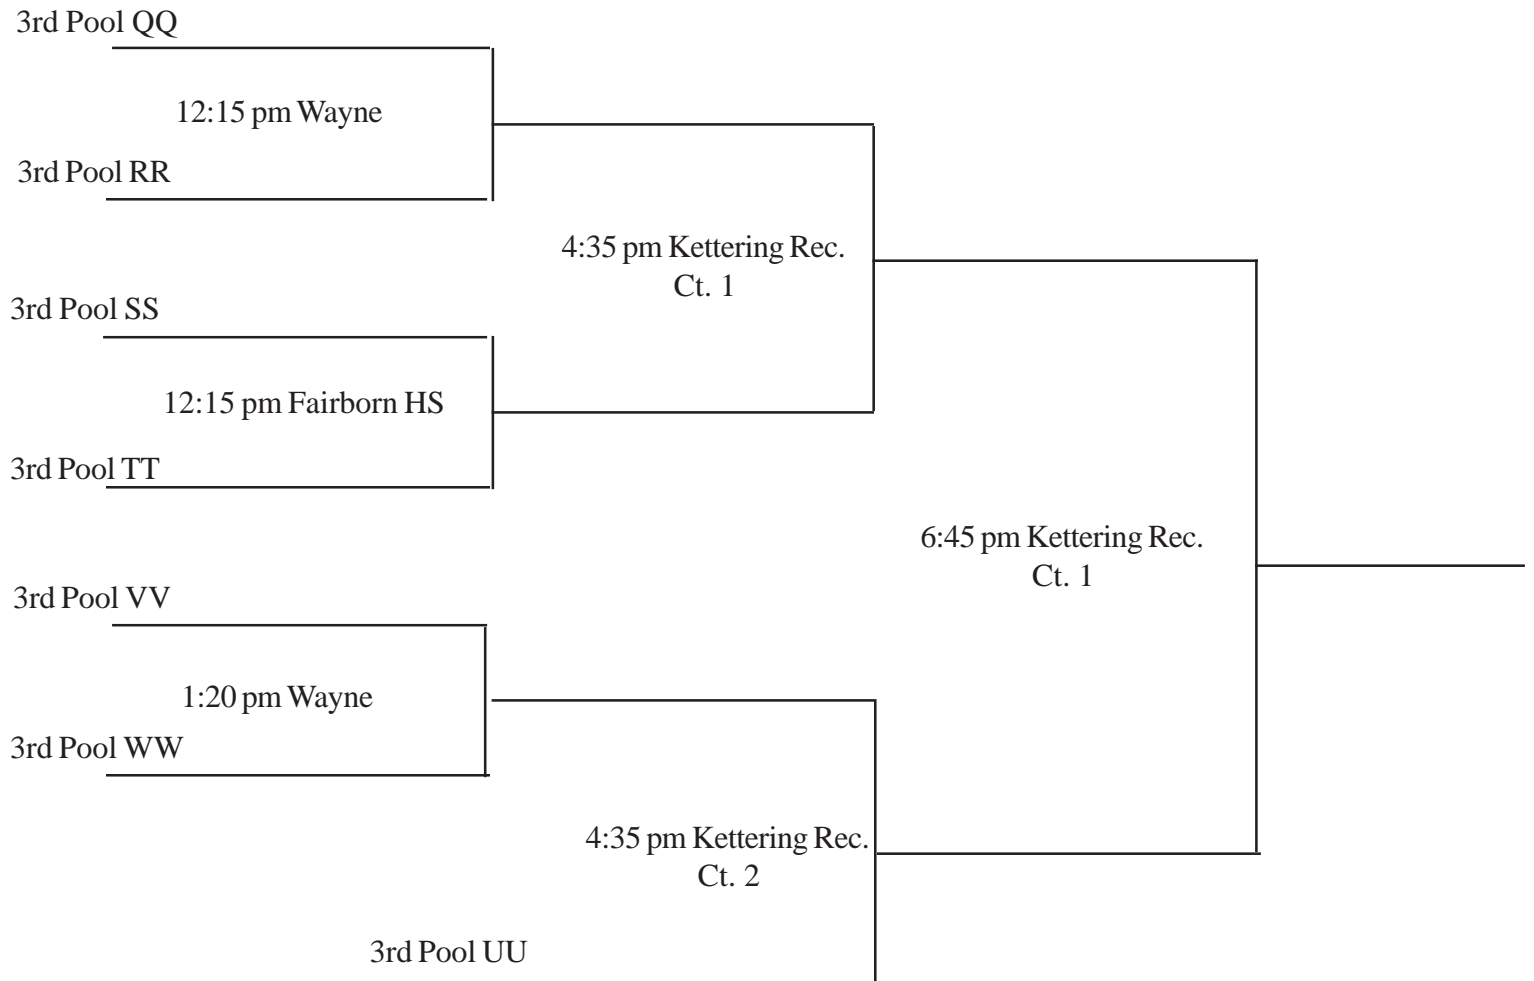 3rd Pool QQ
12:15 pm Wayne
3rd Pool RR
4:35 pm Kettering Rec.
Ct. 1
3rd Pool SS
12:15 pm Fairborn HS
3rd Pool TT
6:45 pm Kettering Rec.
Ct. 1
3rd Pool VV
1:20 pm Wayne
3rd Pool WW
4:35 pm Kettering Rec.
Ct. 2
3rd Pool UU